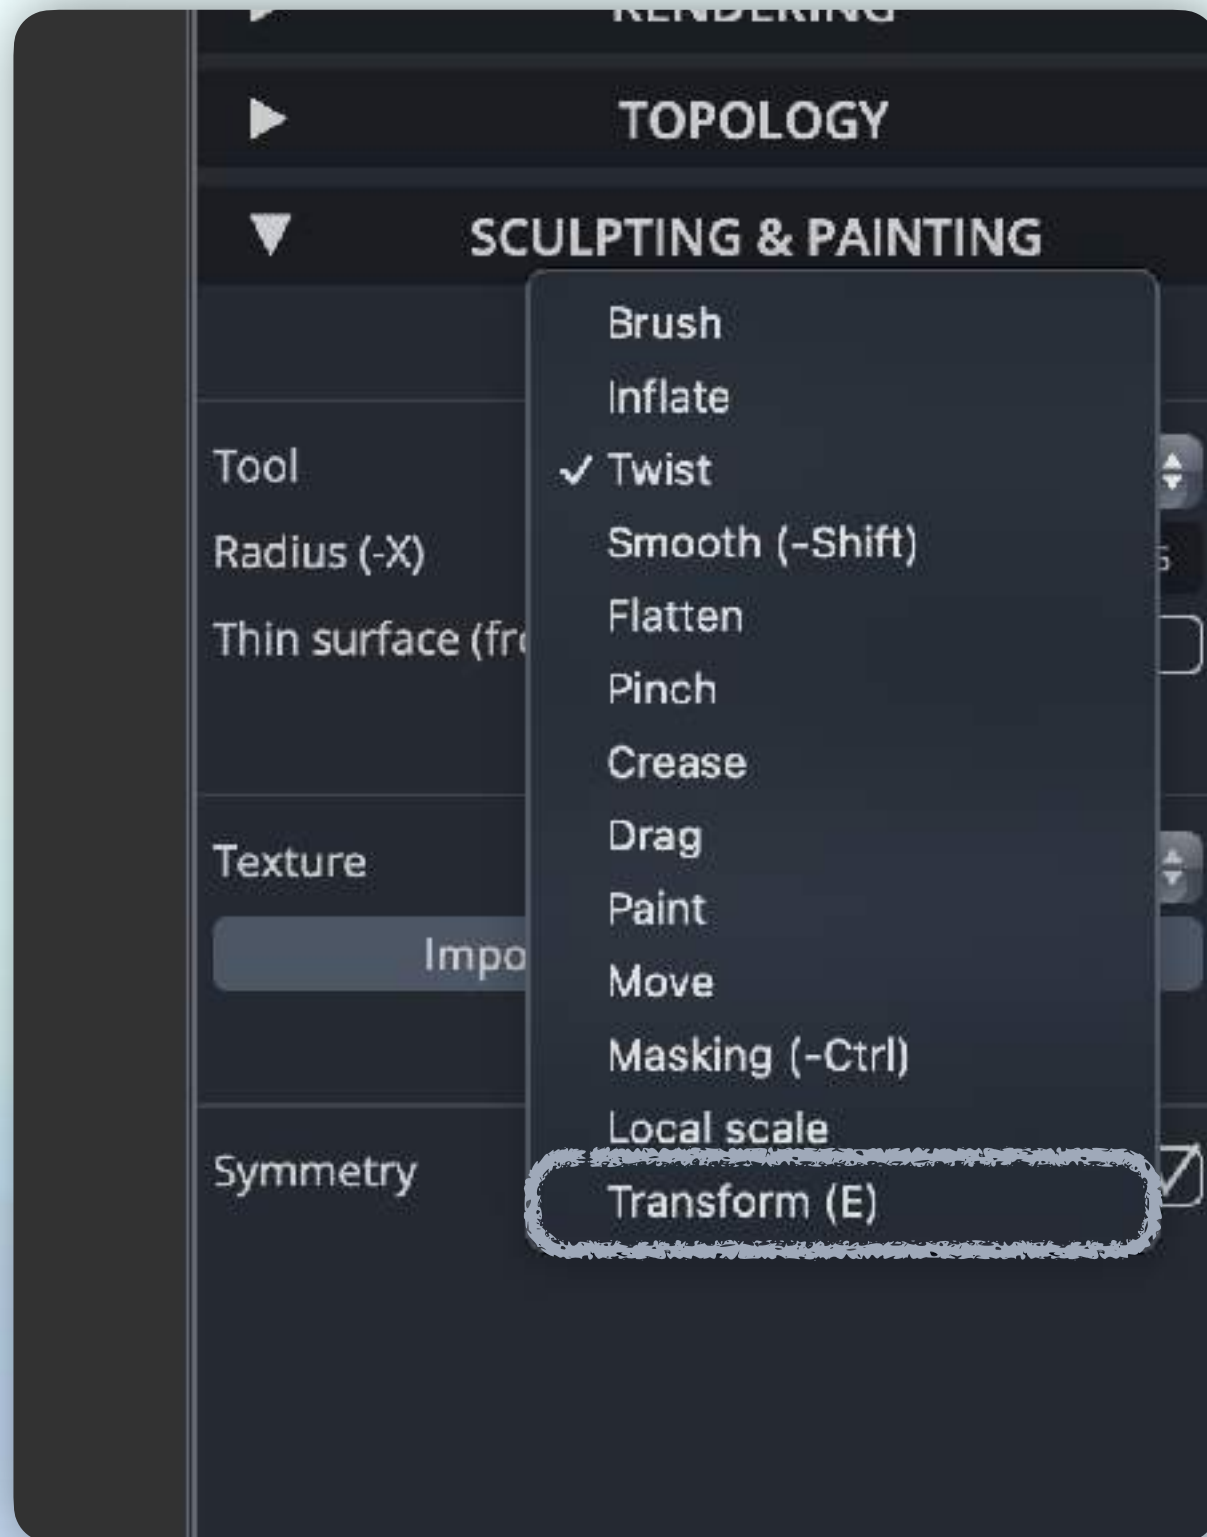 RENDERING
TOPOLOGY
SCULPTING & PAINTING
Brush
Inflate
Tool
Twist
Radius (-X)
Smooth (-Shift)
Thin surface (fr
Flatten
Pinch
Crease
Drag
Texture
Paint
Impo
Move
Masking (-Ctrl)
Local scale
Symmetry
Transform (E)